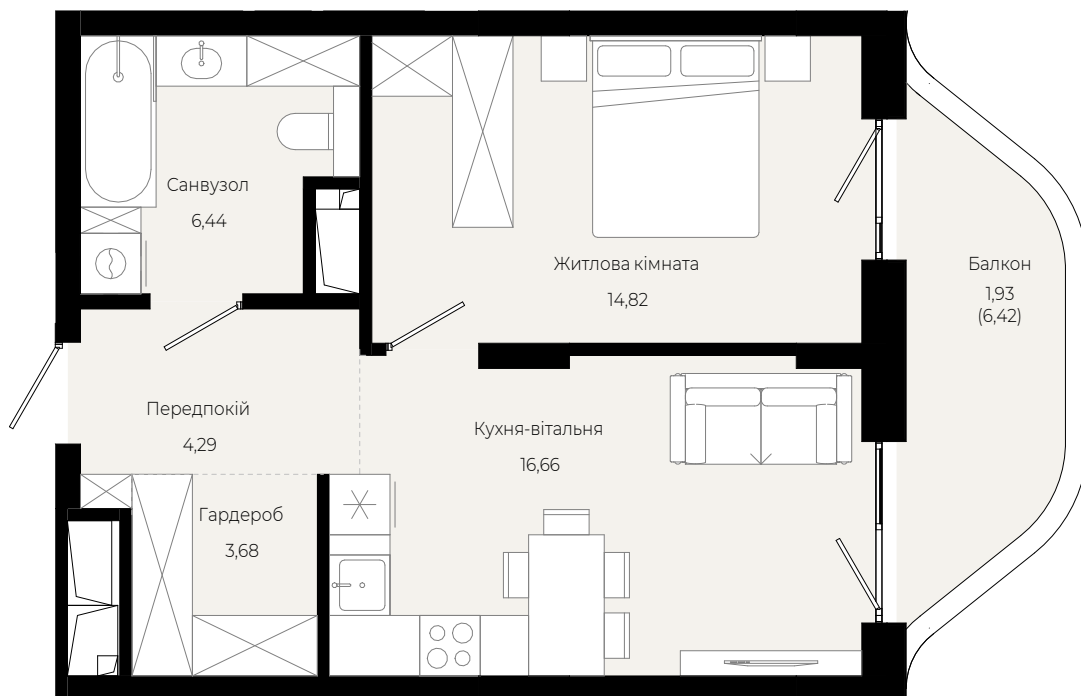 Санвузол
6,44
Житлова кімната
14,82
Балкон
1,93
(6,42)
Передпокій
4,29
Кухня-вітальня
16,66
Гардероб
3,68